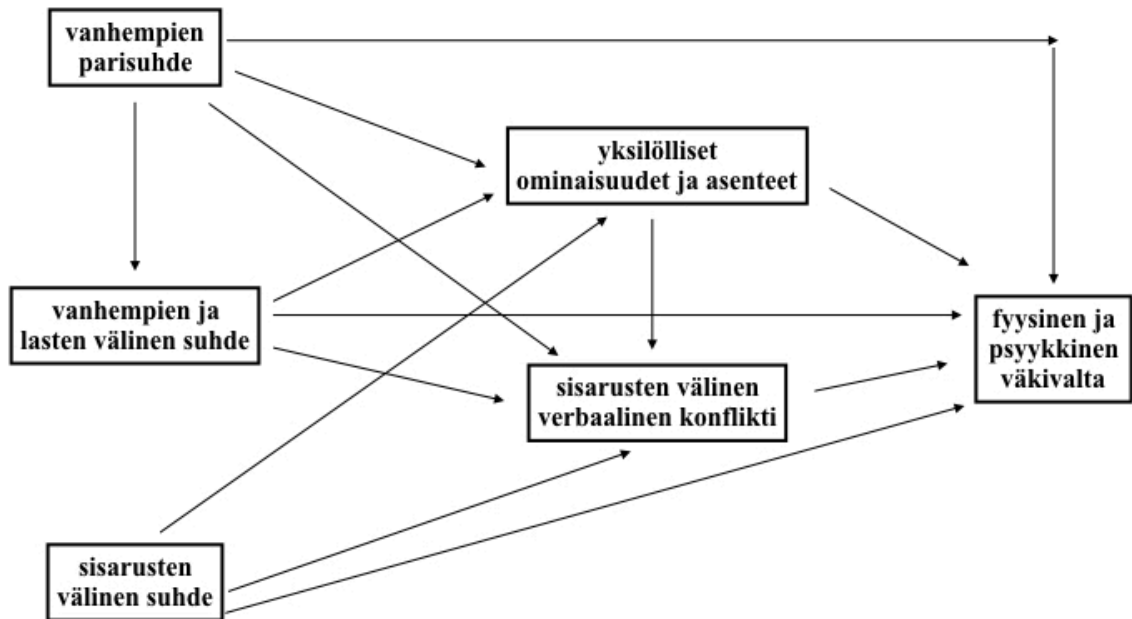 vanhempien
parisuhde
yksilölliset
ominaisuudet ja asenteet
vanhempien ja
lasten välinen suhde
fyysinen ja
psyykkinen
väkivalta
sisarusten välinen
verbaalinen konflikti
sisarusten
välinen suhde